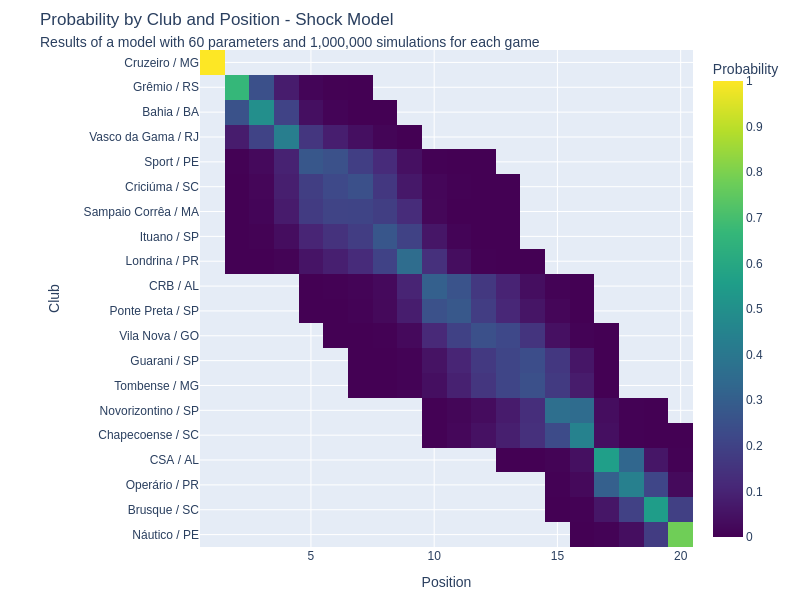 Probability by Club and Position - Shock Model
Results of a model with 60 parameters and 1,000,000 simulations for each game
Probability
Club
Cruzeiro / MG
Grêmio / RS
Bahia / BA
Vasco da Gama / RJ
Sport / PE
Criciúma / SC
Sampaio Corrêa / MA
Ituano / SP
Londrina / PR
CRB / AL
Ponte Preta / SP
Vila Nova / GO
Guarani / SP
Tombense / MG
Novorizontino / SP
Chapecoense / SC
CSA / AL
Operário / PR
Brusque / SC
Náutico / PE
1
0.9
0.8
0.7
0.6
0.5
0.4
0.3
0.2
0.1
0
5
10
15
20
Position